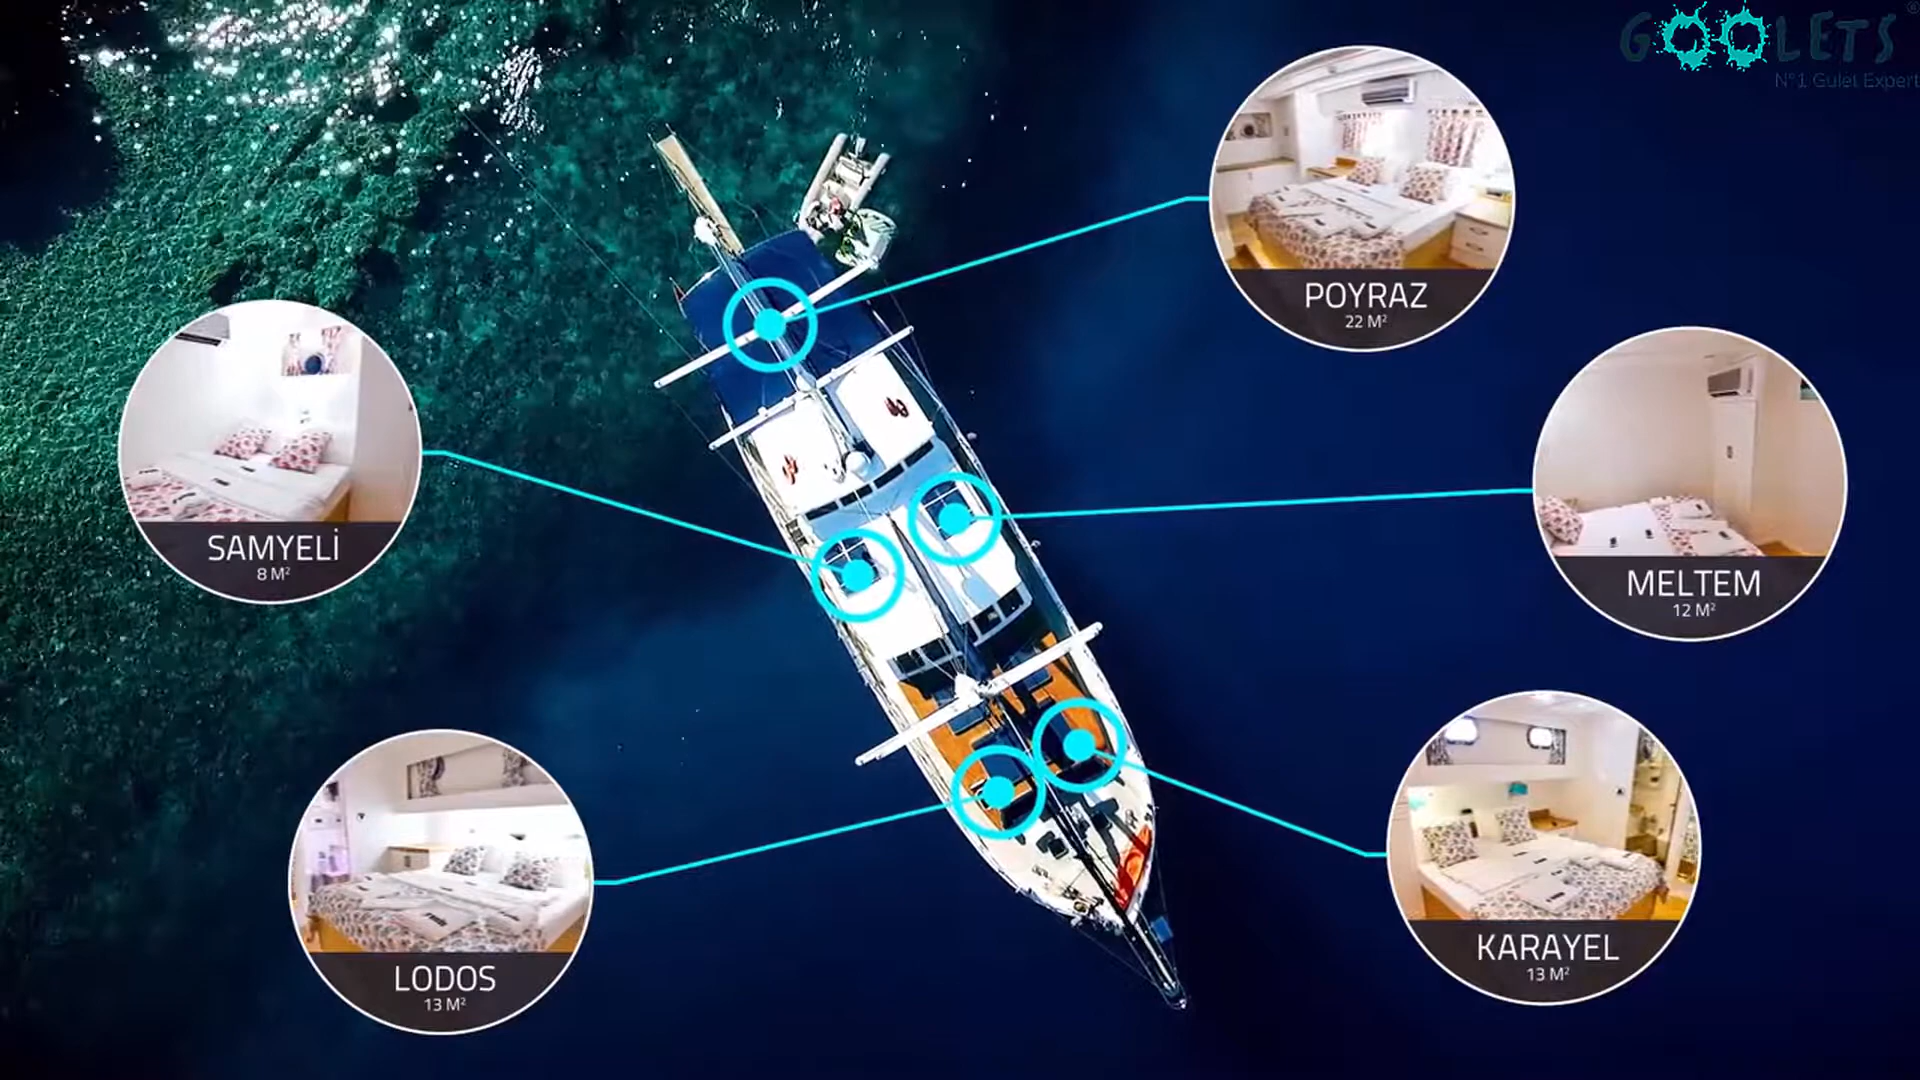 GOOLETS
N°1 Gulet Expert
POYRAZ
22 M²
SAMYELİ
8 M²
MELTEM
12 M²
LODOS
13 M²
KARAYEL
13 M²